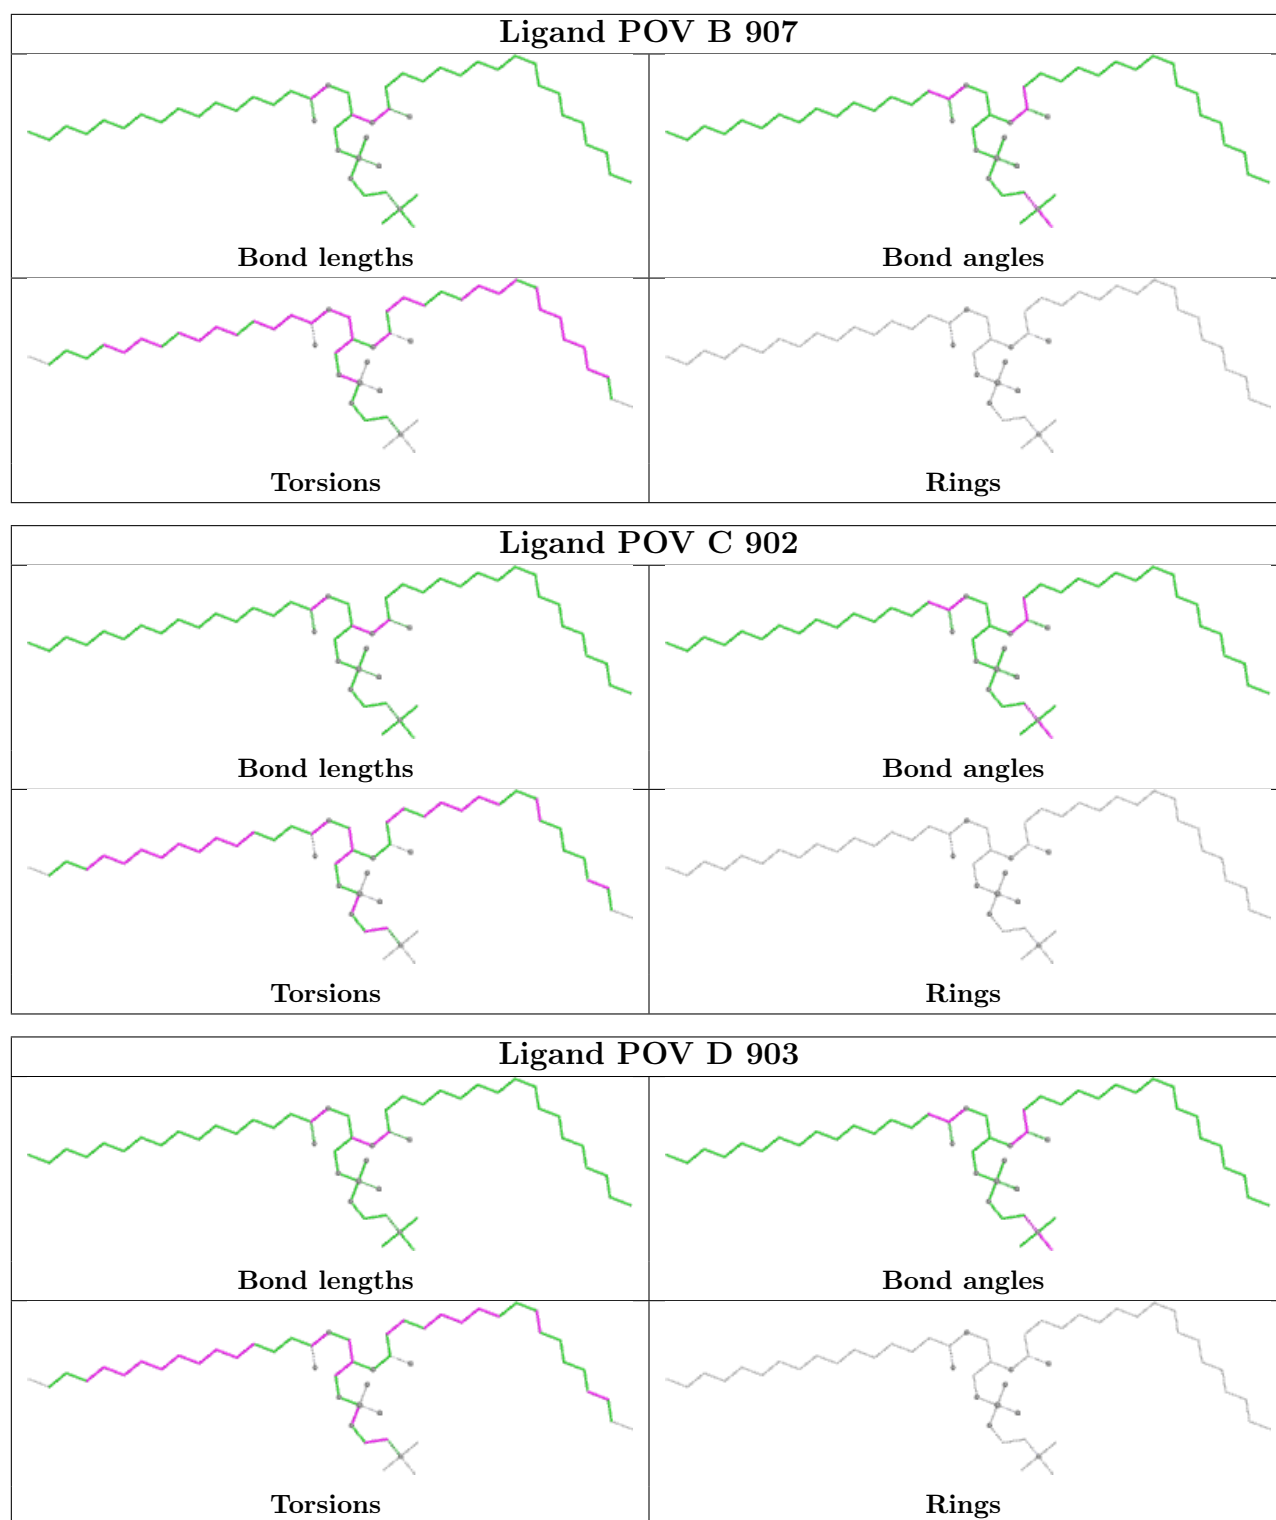 Ligand POV B 907
Bond lengths
Bond angles
Torsions
Rings
Ligand POV C 902
Bond lengths
Bond angles
Torsions
Rings
Ligand POV D 903
Bond lengths
Bond angles
Torsions
Rings